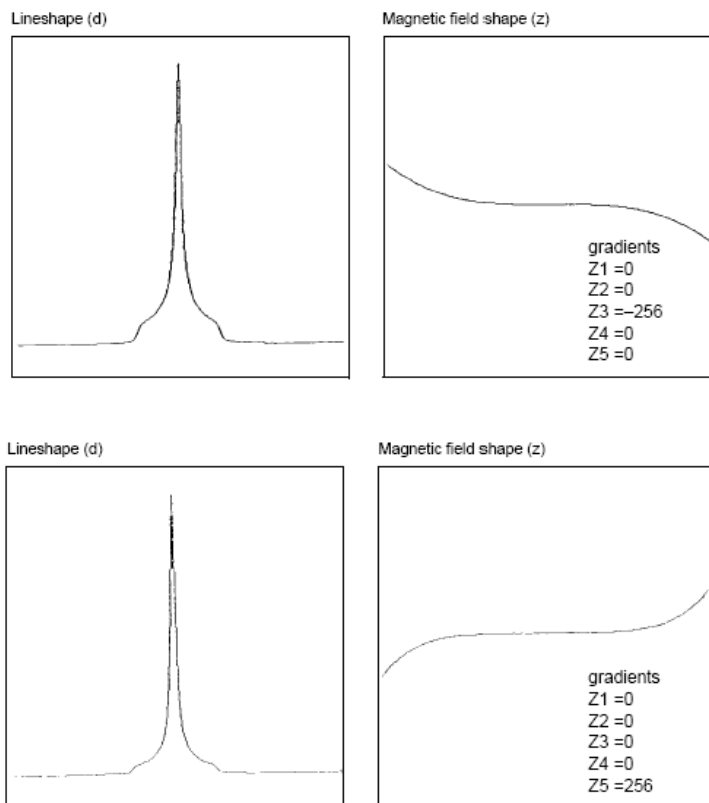 Lineshape (d)
Magnetic field shape (z)
gradients
Z1 =0
Z2 =0
Z3 =–256
Z4 =0
Z5 =0
Lineshape (d)
Magnetic field shape (z)
gradients
Z1 =0
Z2 =0
Z3 =0
Z4 =0
Z5 =256